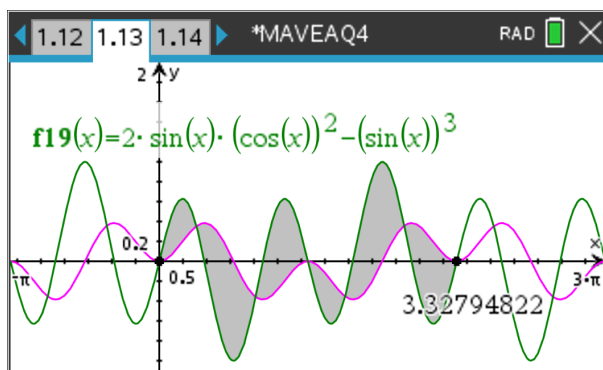 1.12 1.13 1.14 *MAVEAQ4 RAD
2 y
f19(x)=2·sin(x)·(cos(x))²−(sin(x))³
0.2 x
-π 0.5 3·π
3.32794822